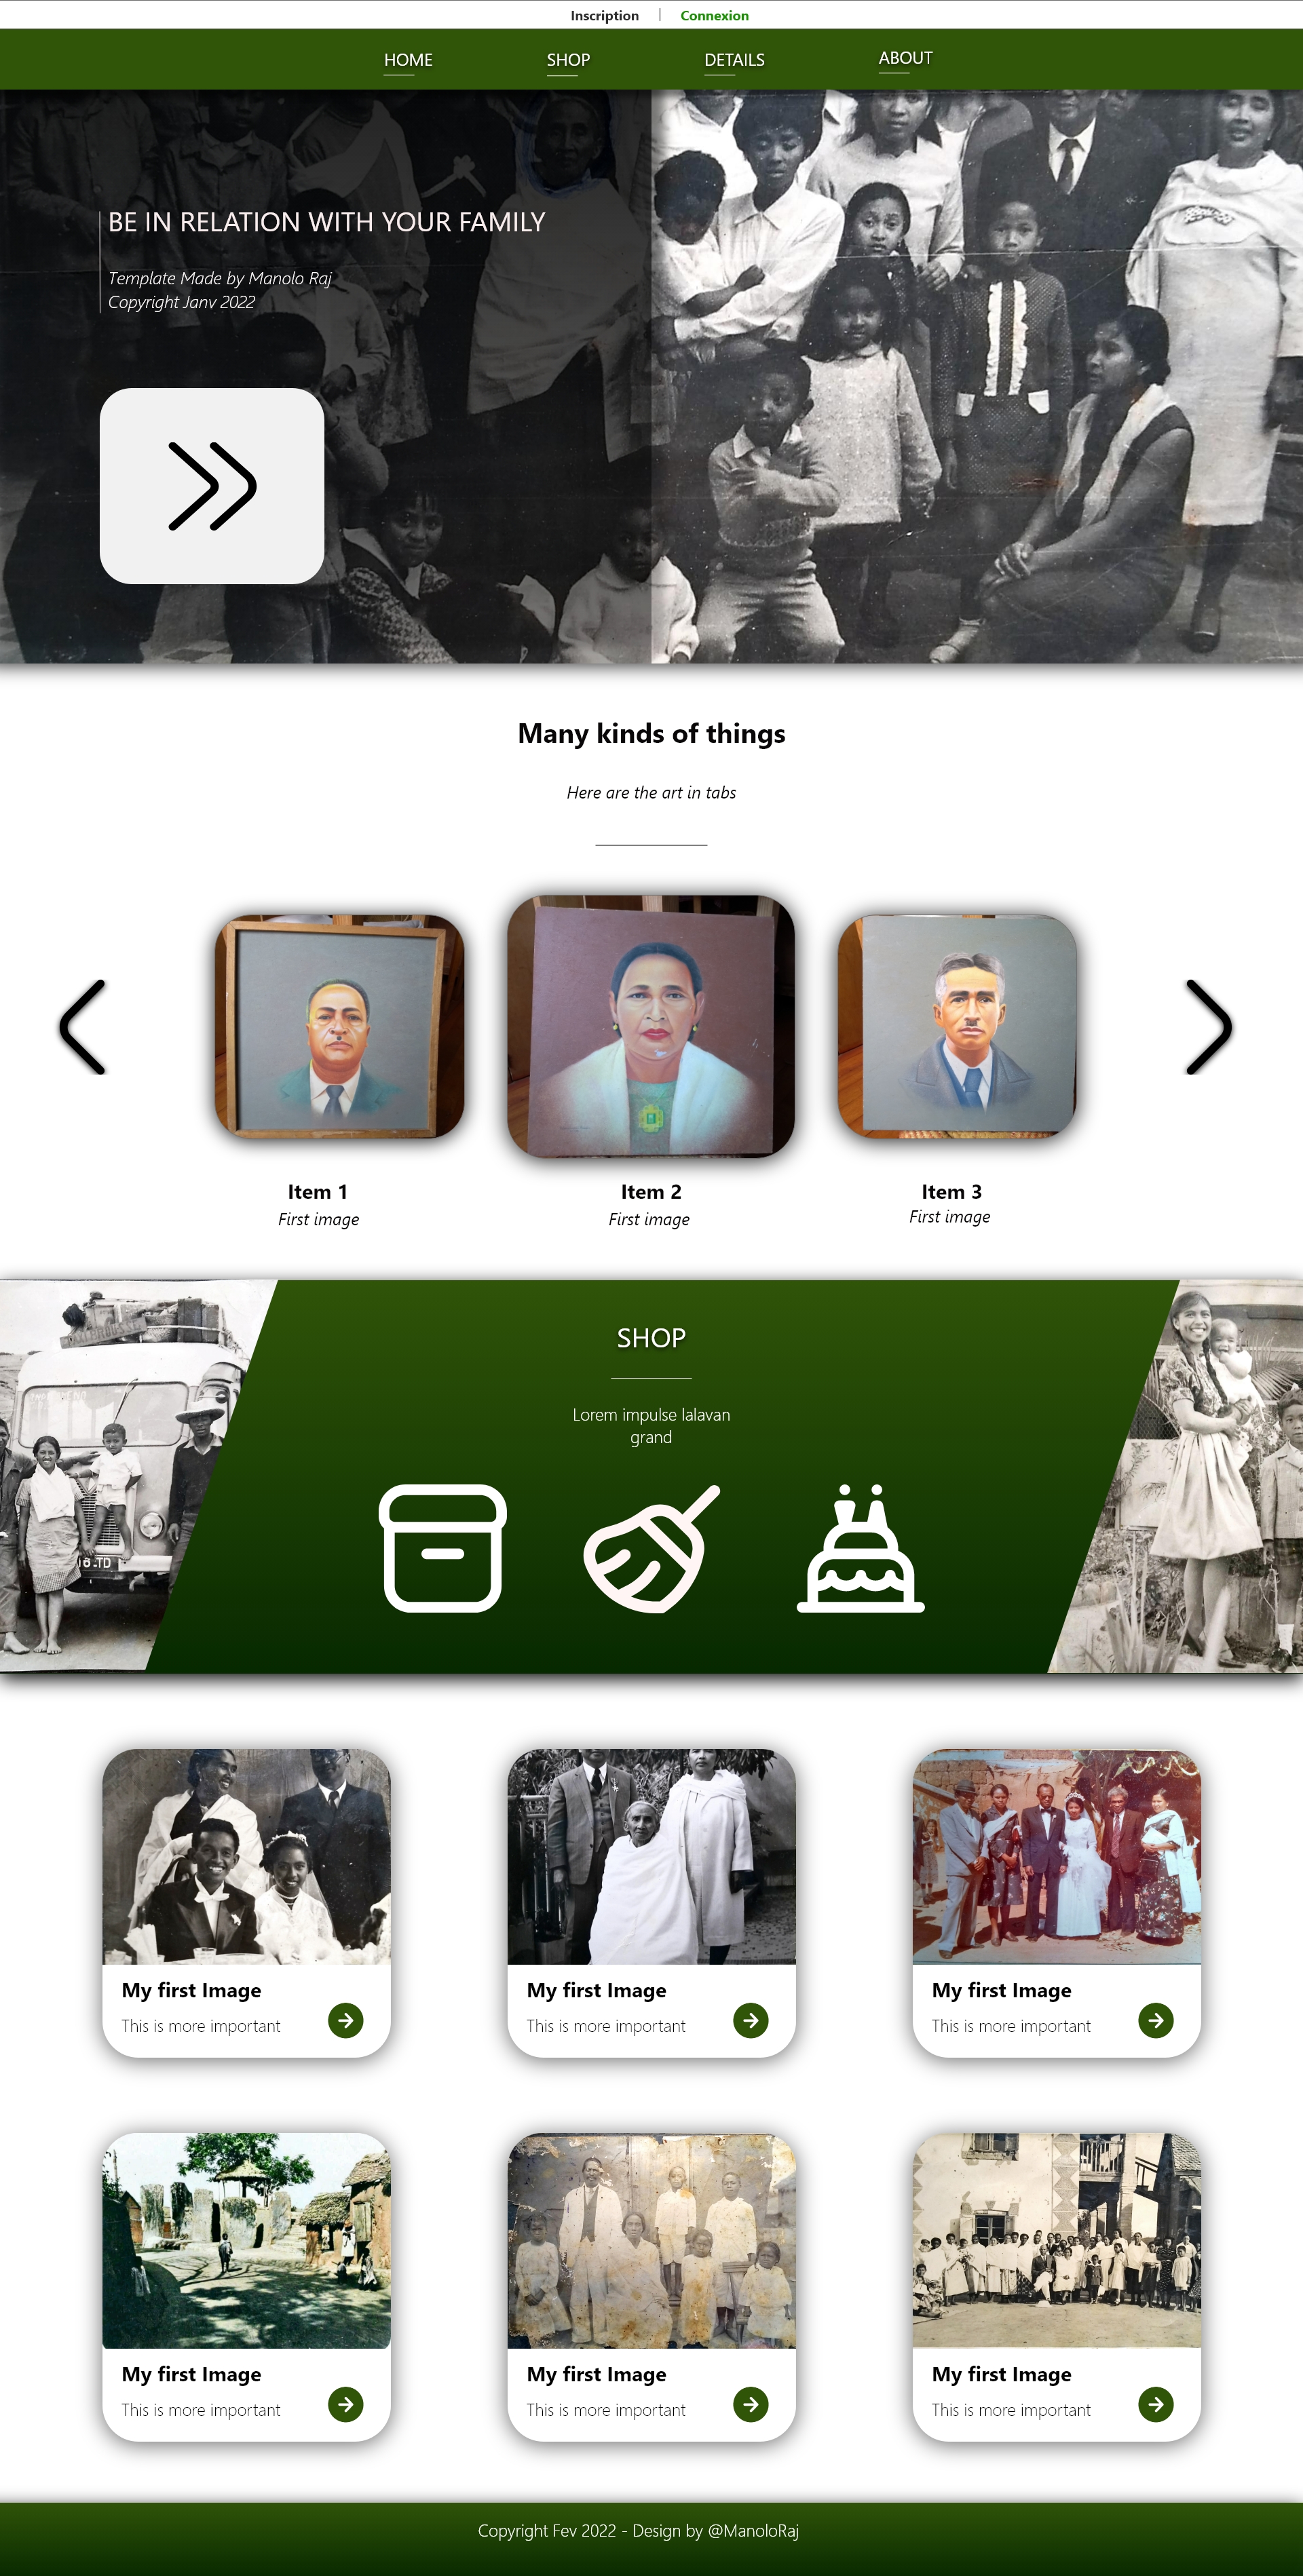 Inscription | Connexion
HOME SHOP DETAILS ABOUT
BE IN RELATION WITH YOUR FAMILY
Template Made by Manolo Raj
Copyright Janv 2022
Many kinds of things
Here are the art in tabs
Item 1 Item 2 Item 3
First image First image First image
SHOP
Lorem impulse lalavan
grand
My first Image My first Image My first Image
This is more important This is more important This is more important
My first Image My first Image My first Image
This is more important This is more important This is more important
Copyright Fev 2022 - Design by @ManoloRaj